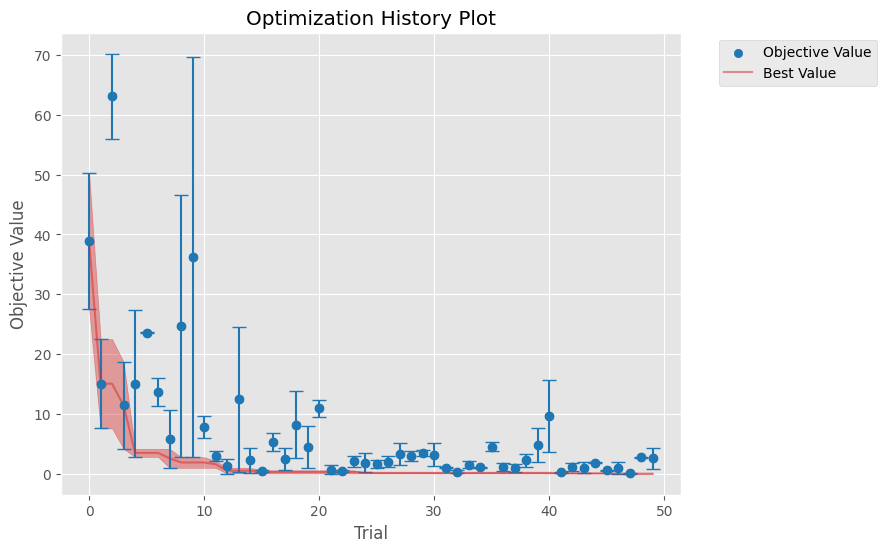 Optimization History Plot
Objective Value
Best Value
Objective Value
70
60
50
40
30
20
10
0
0 10 20 30 40 50
Trial